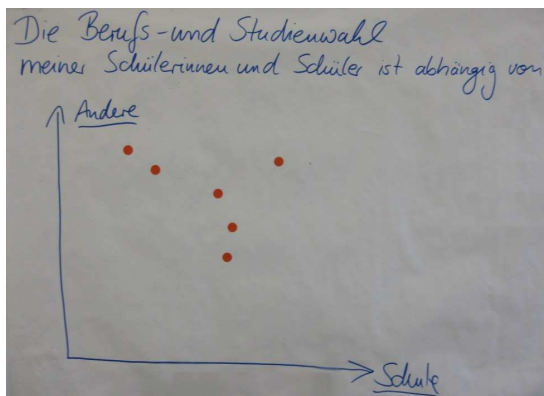 Die Berufs- und Studienwahl
meiner Schülerinnen und Schüler ist abhängig von
Andere
Schule